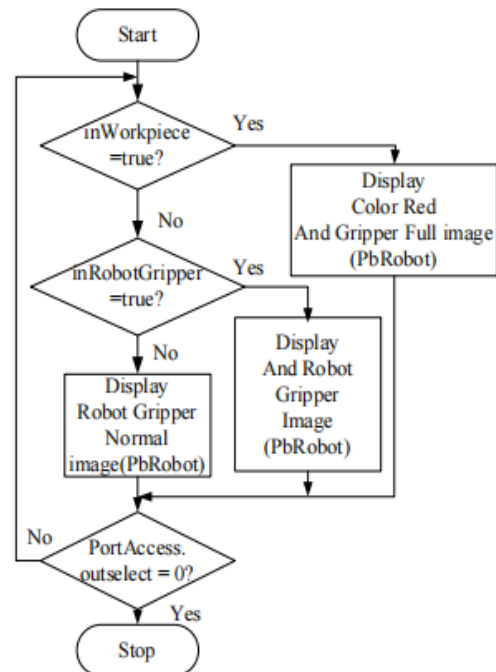 Start
inWorkpiece
=true?
Yes
Display
Color Red
And Gripper Full image
(PbRobot)
No
inRobotGripper
=true?
Yes
Display
And Robot
Gripper
Image
(PbRobot)
No
Display
Robot Gripper
Normal
image(PbRobot)
No
PortAccess.
outselect = 0?
Yes
Stop